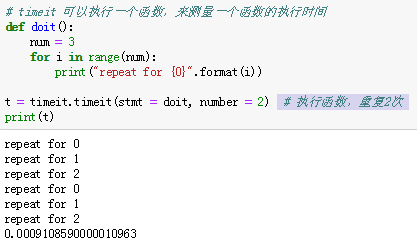 # timeit 可以执行一个函数，来测量一个函数的执行时间
def doit():
    num = 3
    for i in range(num):
        print("repeat for {0}".format(i))

t = timeit.timeit(stmt = doit, number = 2)  # 执行函数，重复2次
print(t)
repeat for 0
repeat for 1
repeat for 2
repeat for 0
repeat for 1
repeat for 2
0.0009108590000010963